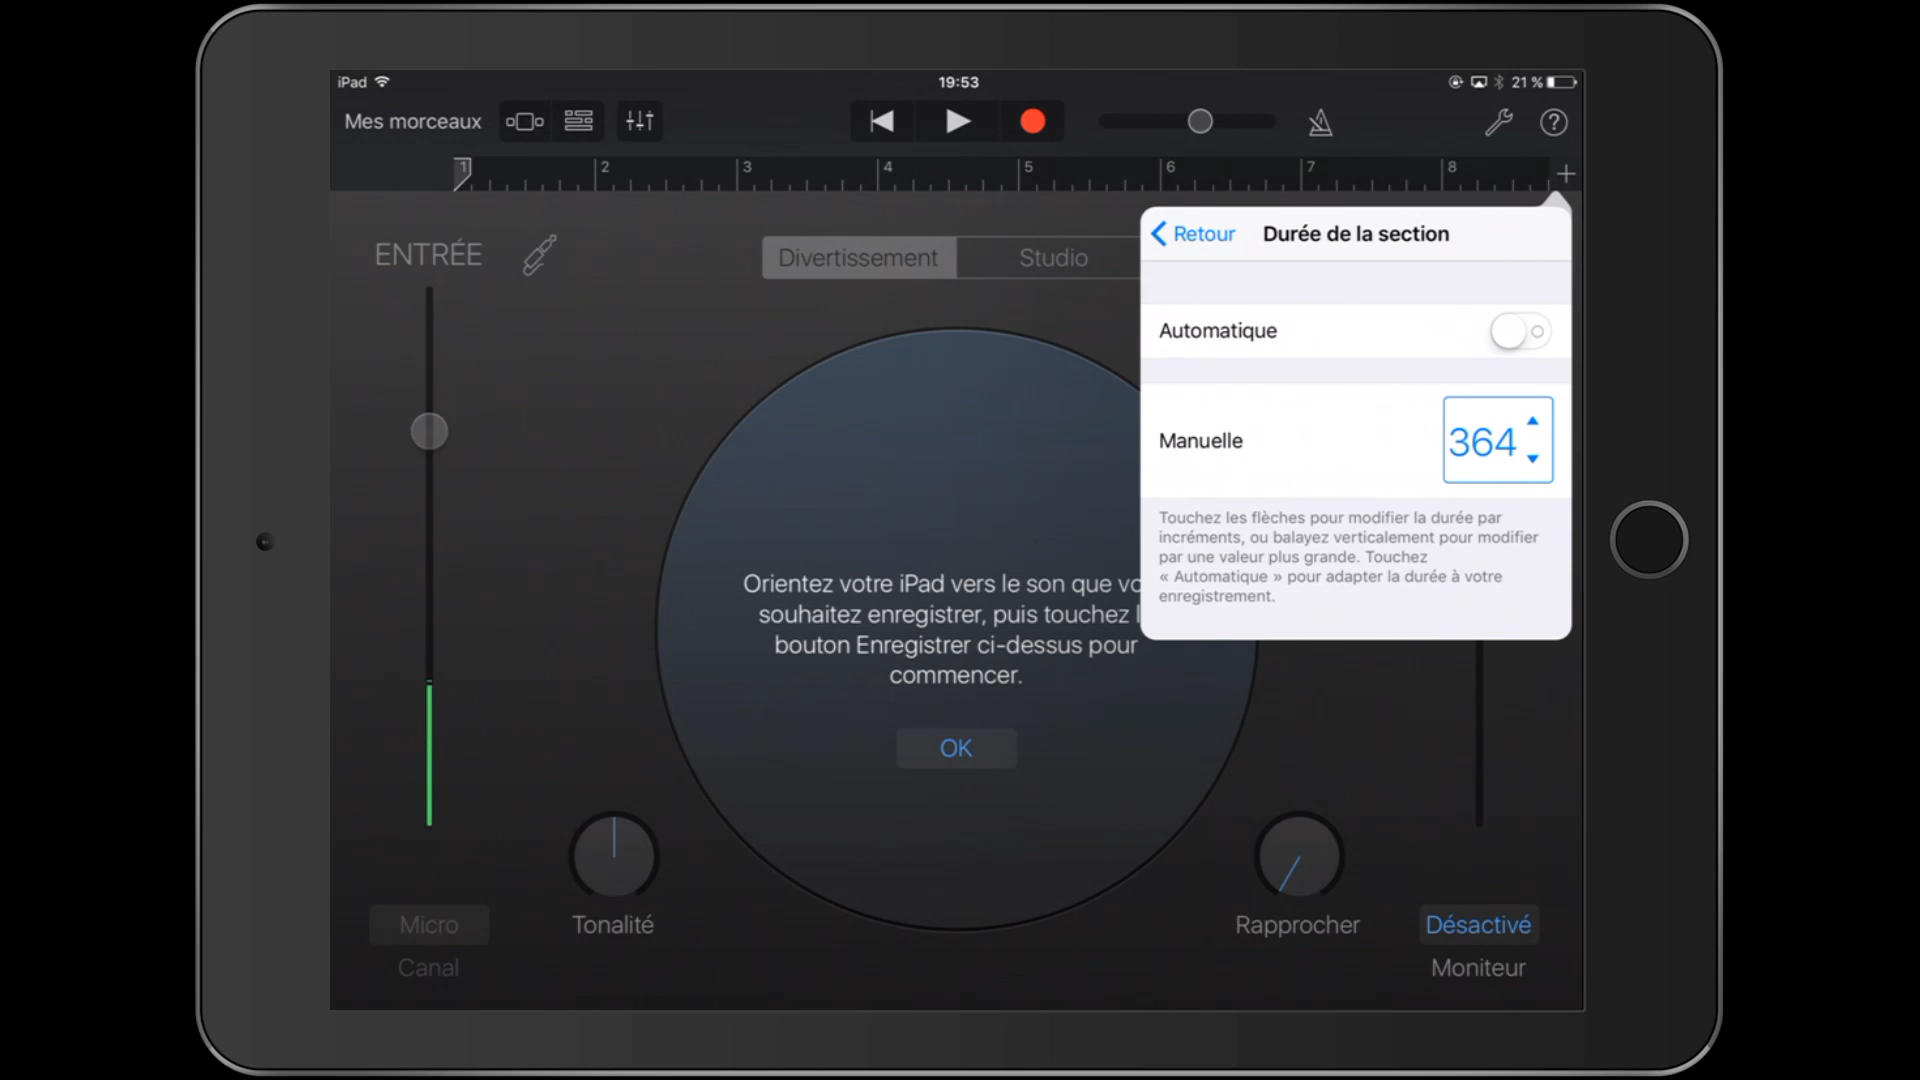 iPad
19:53
21 %
Mes morceaux
1 2 3 4 5 6 7 8
ENTRÉE
Divertissement Studio
Retour Durée de la section
Automatique
Manuelle 364
Touchez les flèches pour modifier la durée par
incréments, ou balayez verticalement pour modifier
par une valeur plus grande. Touchez
« Automatique » pour adapter la durée à votre
enregistrement.
Orientez votre iPad vers le son que vo
souhaitez enregistrer, puis touchez l
bouton Enregistrer ci-dessus pour
commencer.
OK
Micro
Canal
Tonalité
Rapprocher
Désactivé
Moniteur